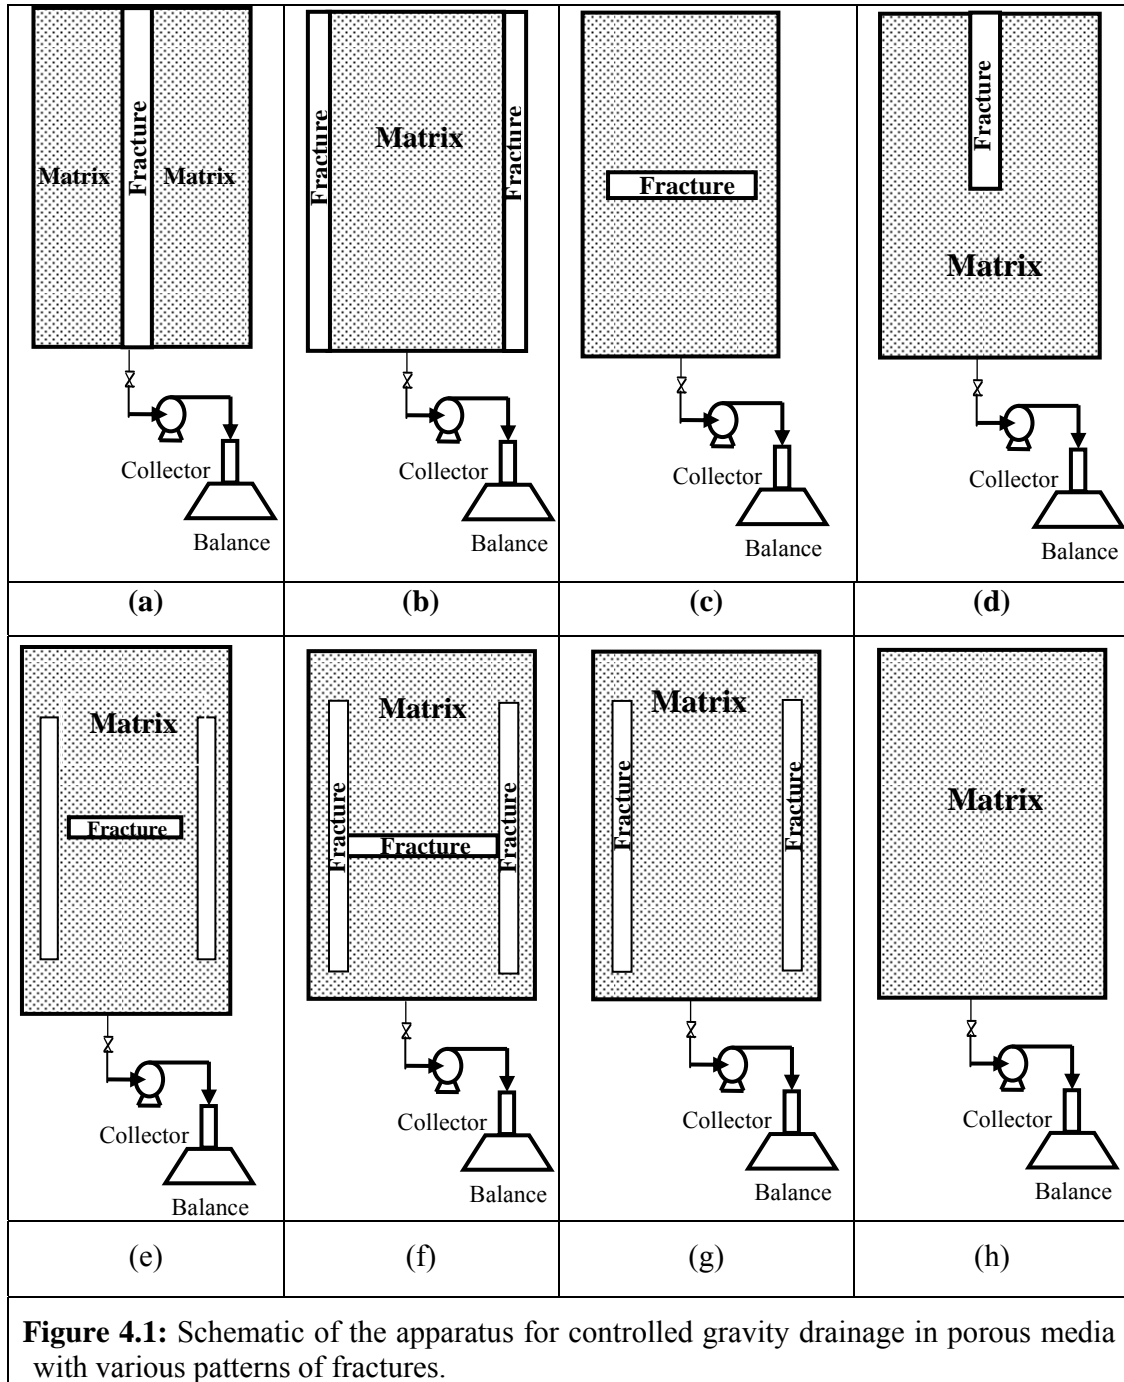 Matrix
Fracture
Matrix
Collector
Balance
Fracture
Matrix
Fracture
Collector
Balance
Fracture
Collector
Balance
Fracture
Matrix
Collector
Balance
(a)
(b)
(c)
(d)
Matrix
Fracture
Collector
Balance
Matrix
Fracture
Fracture
Fracture
Collector
Balance
Matrix
Fracture
Fracture
Collector
Balance
Matrix
Collector
Balance
(e)
(f)
(g)
(h)
Figure 4.1: Schematic of the apparatus for controlled gravity drainage in porous media
with various patterns of fractures.